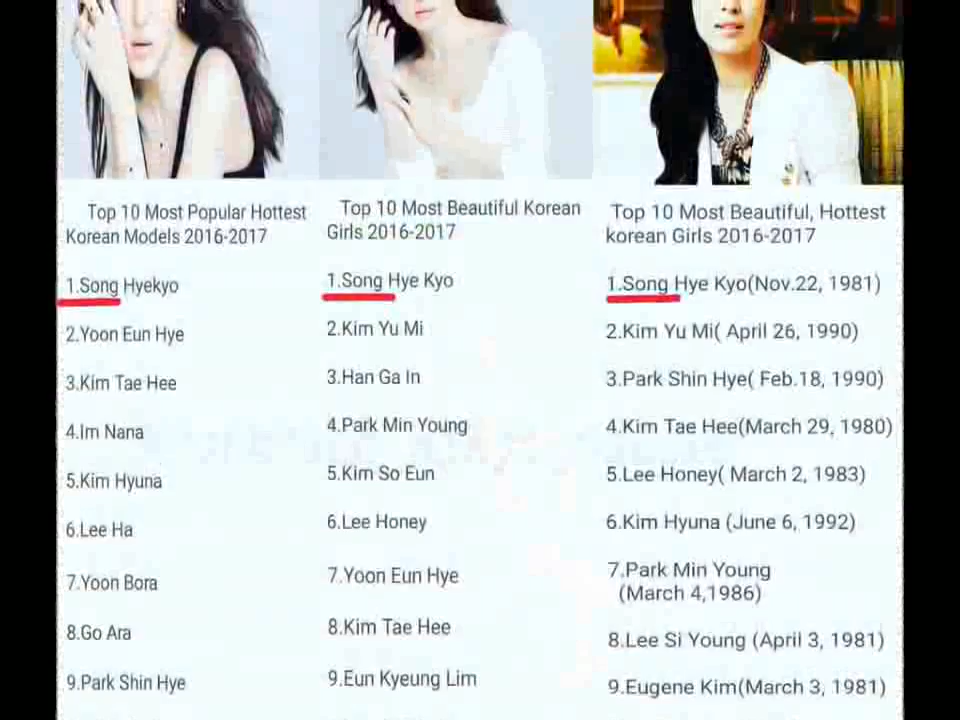 Top 10 Most Popular Hottest
Korean Models 2016-2017
1.Song Hyekyo
2.Yoon Eun Hye
3.Kim Tae Hee
4.Im Nana
5.Kim Hyuna
6.Lee Ha
7.Yoon Bora
8.Go Ara
9.Park Shin Hye
Top 10 Most Beautiful Korean
Girls 2016-2017
1.Song Hye Kyo
2.Kim Yu Mi
3.Han Ga In
4.Park Min Young
5.Kim So Eun
6.Lee Honey
7.Yoon Eun Hye
8.Kim Tae Hee
9.Eun Kyeung Lim
Top 10 Most Beautiful, Hottest
korean Girls 2016-2017
1.Song Hye Kyo(Nov.22, 1981)
2.Kim Yu Mi( April 26, 1990)
3.Park Shin Hye( Feb.18, 1990)
4.Kim Tae Hee(March 29, 1980)
5.Lee Honey( March 2, 1983)
6.Kim Hyuna (June 6, 1992)
7.Park Min Young
(March 4,1986)
8.Lee Si Young (April 3, 1981)
9.Eugene Kim(March 3, 1981)